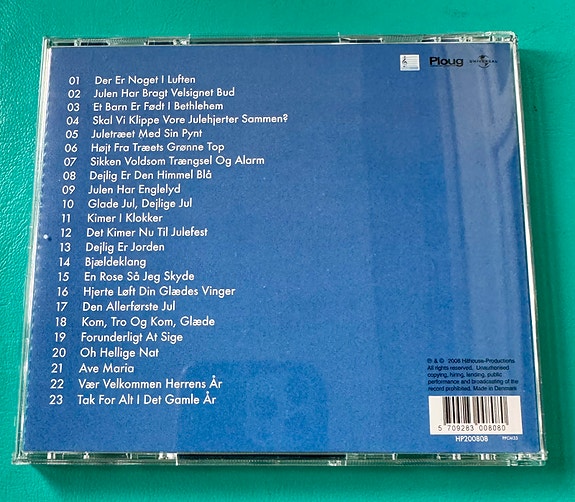 Ploug
UNIVERSAL
01 Der Er Noget I Luften
02 Julen Har Bragt Velsignet Bud
03 Et Barn Er Født I Bethlehem
04 Skal Vi Klippe Vore Julehjerter Sammen?
05 Juletræet Med Sin Pynt
06 Højt Fra Træets Grønne Top
07 Sikken Voldsom Trængsel Og Alarm
08 Dejlig Er Den Himmel Blå
09 Julen Har Englelyd
10 Glade Jul, Dejlige Jul
11 Kimer I Klokker
12 Det Kimer Nu Til Julefest
13 Dejlig Er Jorden
14 Bjældeklang
15 En Rose Så Jeg Skyde
16 Hjerte Løft Din Glædes Vinger
17 Den Allerførste Jul
18 Kom, Tro Og Kom, Glæde
19 Forunderligt At Sige
20 Oh Hellige Nat
21 Ave Maria
22 Vær Velkommen Herrens År
23 Tak For Alt I Det Gamle År
℗ & © 2008 Hithouse-Productions.
All rights reserved. Unauthorised
copying, hiring, lending, public
performance and broadcasting of the
record prohibited. Made in Denmark
5 709283 008080
HP200808 PPCM23